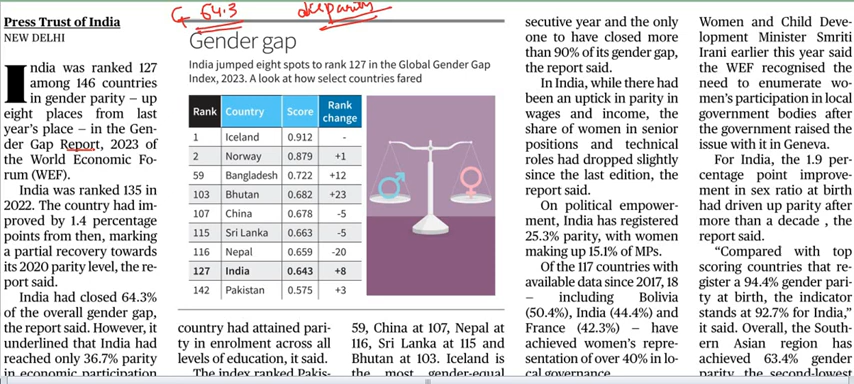 64.3
disparity
Press Trust of India
NEW DELHI
India was ranked 127
among 146 countries
in gender parity – up
eight places from last
year's place – in the Gen-
der Gap Report, 2023 of
the World Economic Fo-
rum (WEF).
India was ranked 135 in
2022. The country had im-
proved by 1.4 percentage
points from then, marking
a partial recovery towards
its 2020 parity level, the re-
port said.
India had closed 64.3%
of the overall gender gap,
the report said. However, it
underlined that India had
reached only 36.7% parity
in economic participation
Gender gap
India jumped eight spots to rank 127 in the Global Gender Gap
Index, 2023. A look at how select countries fared
Rank Country Score Rank change
1 Iceland 0.912 -
2 Norway 0.879 +1
59 Bangladesh 0.722 +12
103 Bhutan 0.682 +23
107 China 0.678 -5
115 Sri Lanka 0.663 -5
116 Nepal 0.659 -20
127 India 0.643 +8
142 Pakistan 0.575 +3
country had attained pari-
ty in enrolment across all
levels of education, it said.
The index ranked Pakis-
59, China at 107, Nepal at
116, Sri Lanka at 115 and
Bhutan at 103. Iceland is
the most gender-equal
secutive year and the only
one to have closed more
than 90% of its gender gap,
the report said.
In India, while there had
been an uptick in parity in
wages and income, the
share of women in senior
positions and technical
roles had dropped slightly
since the last edition, the
report said.
On political empower-
ment, India has registered
25.3% parity, with women
making up 15.1% of MPs.
Of the 117 countries with
available data since 2017, 18
– including Bolivia
(50.4%), India (44.4%) and
France (42.3%) – have
achieved women's repre-
sentation of over 40% in lo-
cal governance.
Women and Child Deve-
lopment Minister Smriti
Irani earlier this year said
the WEF recognised the
need to enumerate wo-
men's participation in local
government bodies after
the government raised the
issue with it in Geneva.
For India, the 1.9 per-
centage point improve-
ment in sex ratio at birth
had driven up parity after
more than a decade , the
report said.
"Compared with top
scoring countries that re-
gister a 94.4% gender pari-
ty at birth, the indicator
stands at 92.7% for India,"
it said. Overall, the South-
ern Asian region has
achieved 63.4% gender
parity, the second-lowest